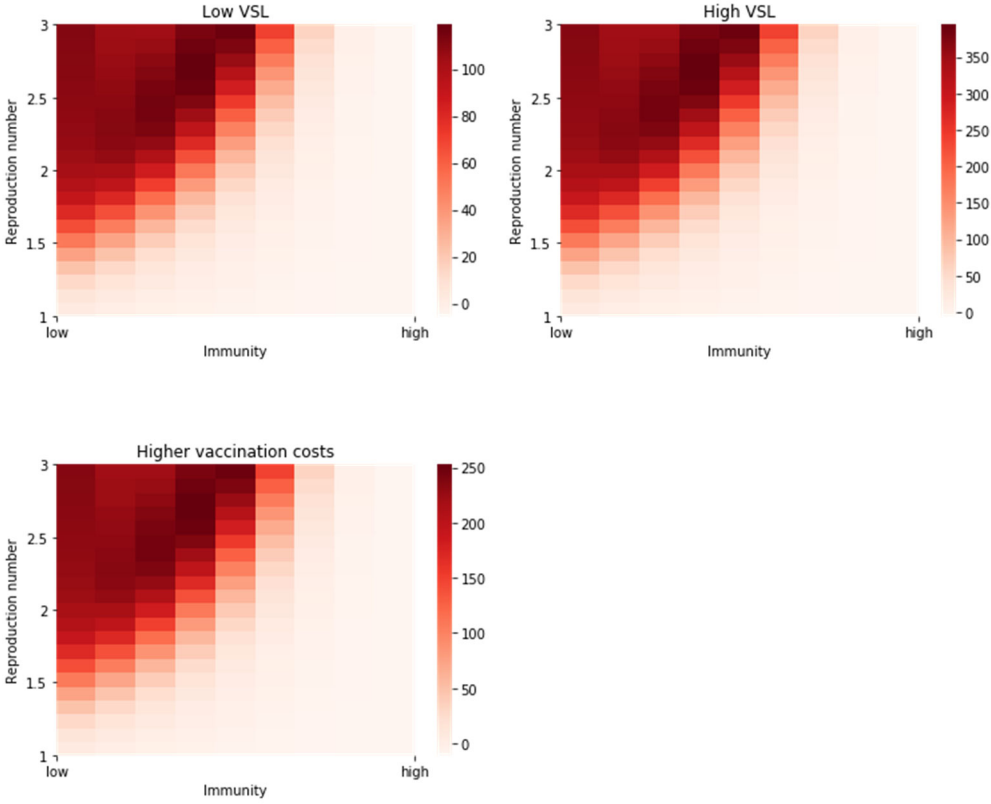 Low VSL
3
2.5
2
1.5
1
Reproduction number
low
high
Immunity
100
80
60
40
20
0
High VSL
3
2.5
2
1.5
1
Reproduction number
low
high
Immunity
350
300
250
200
150
100
50
0
Higher vaccination costs
3
2.5
2
1.5
1
Reproduction number
low
high
Immunity
250
200
150
100
50
0